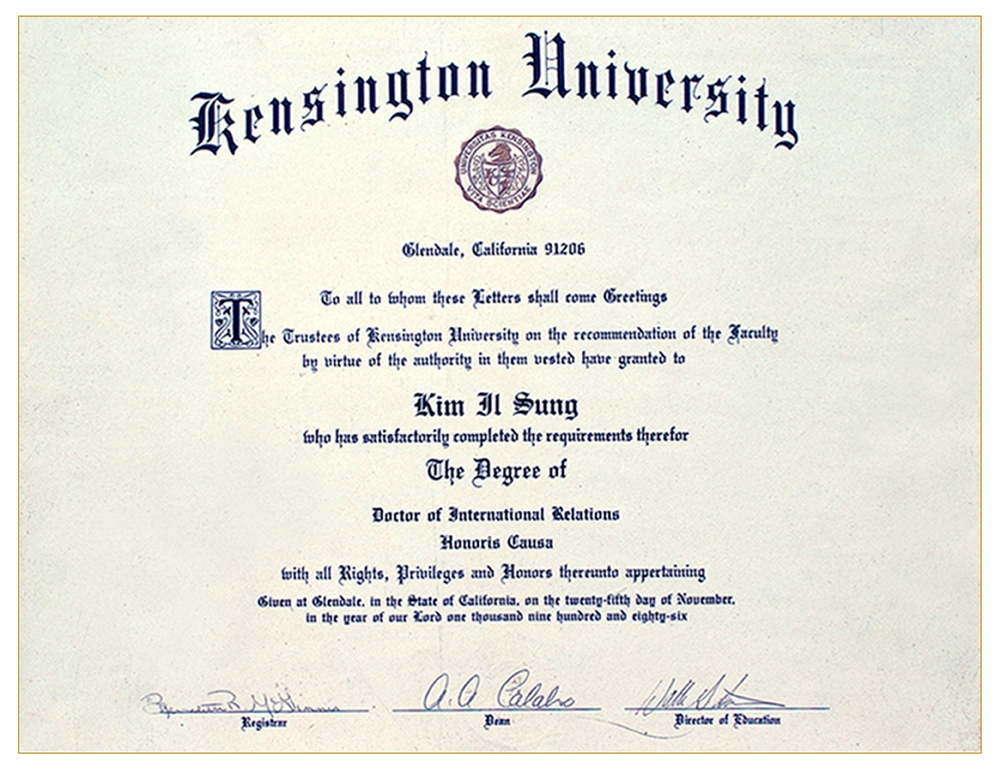 Kensington University
UNIVERSITAS KENSINGTON
VITA SCIENTIAE
Glendale, California 91206
To all to whom these Letters shall come Greetings
The Trustees of Kensington University on the recommendation of the Faculty
by virtue of the authority in them vested have granted to
Kim Il Sung
who has satisfactorily completed the requirements therefor
The Degree of
Doctor of International Relations
Honoris Causa
with all Rights, Privileges and Honors thereunto appertaining
Given at Glendale, in the State of California, on the twenty-fifth day of November,
in the year of our Lord one thousand nine hundred and eighty-six
A. A. Calabro
Registrar
Dean
Director of Education